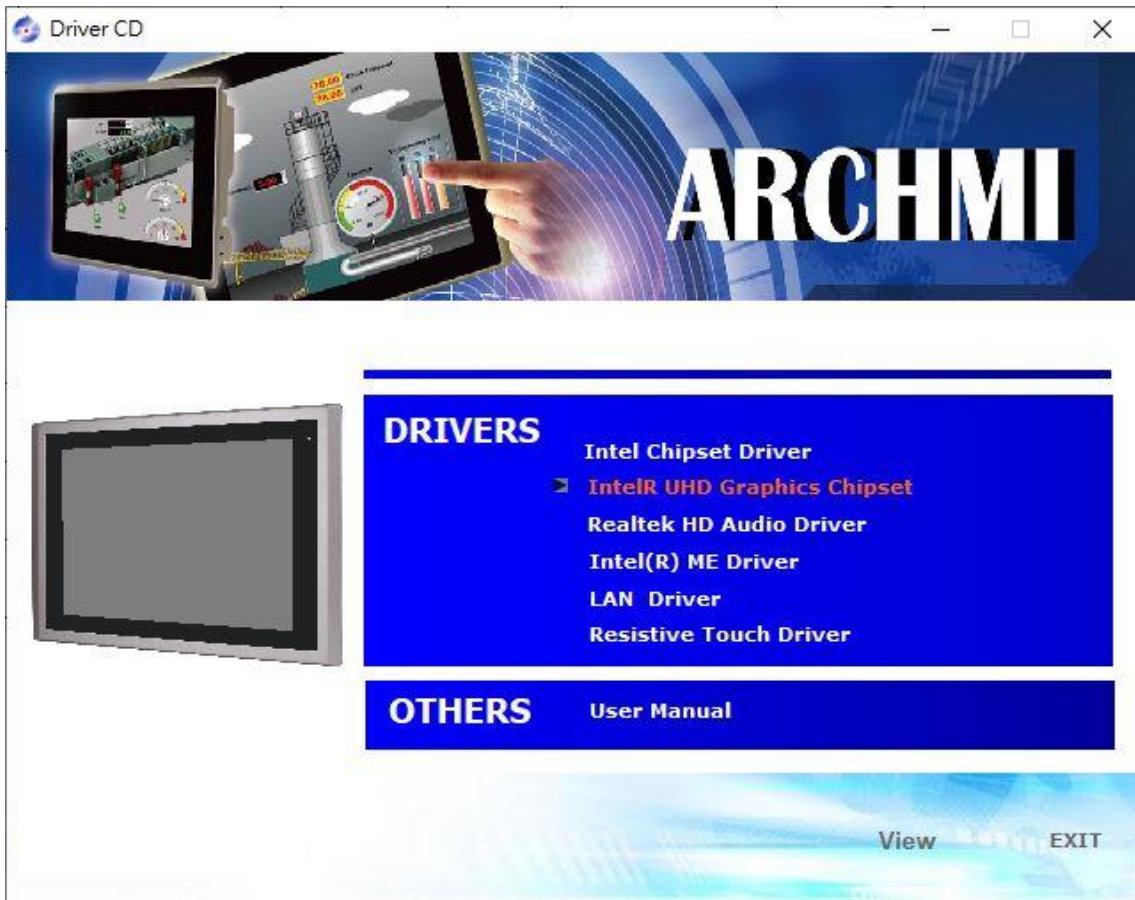 Driver CD
ARCHMI
DRIVERS
Intel Chipset Driver
IntelR UHD Graphics Chipset
Realtek HD Audio Driver
Intel(R) ME Driver
LAN Driver
Resistive Touch Driver
OTHERS
User Manual
View
EXIT